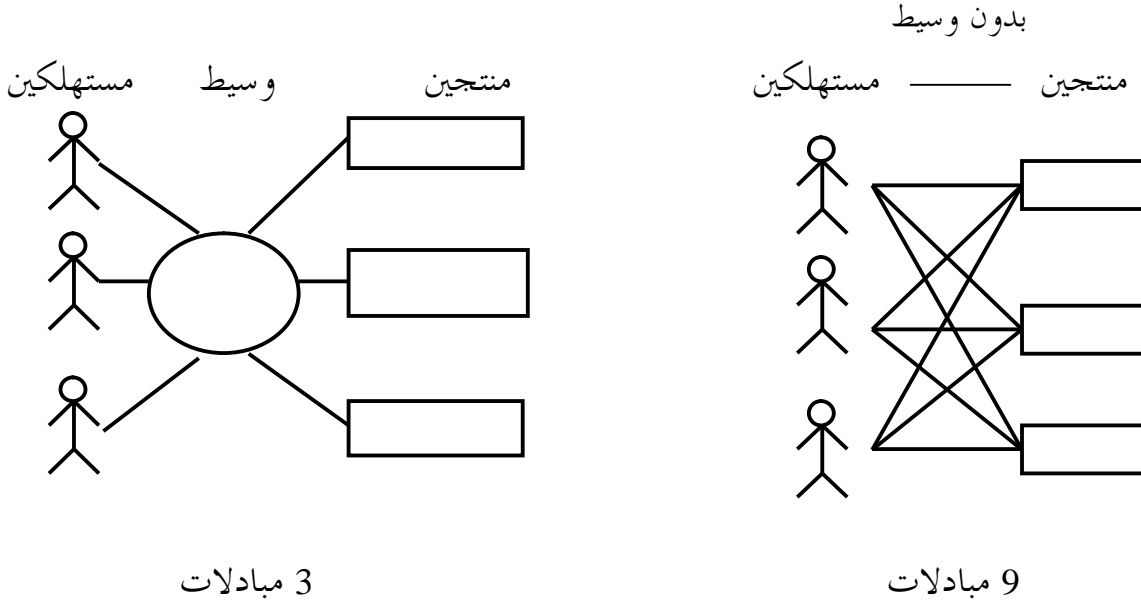 بدون وسيط
منتجين —— مستهلكين
منتجين وسيط مستهلكين
9 مبادلات
3 مبادلات